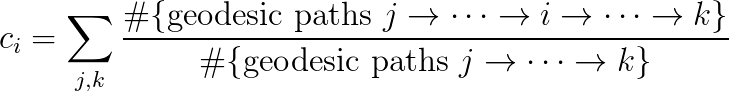 $c_i = \sum_{j,k} \frac{\#\{\text{geodesic paths } j \to \cdots \to i \to \cdots \to k\}}{\#\{\text{geodesic paths } j \to \cdots \to k\}}$